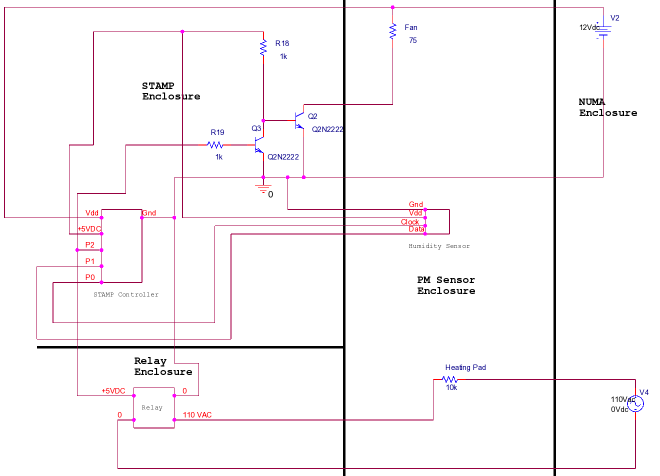 V2
12Vdc
Fan
75
R18
1k
STAMP
Enclosure
NUMA
Enclosure
Q3
Q2
Q2N2222
R19
1k
Q2N2222
0
Vdd
Gnd
+5VDC
P2
P1
P0
STAMP Controller
Gnd
Vdd
Clock
Data
Humidity Sensor
PM Sensor
Enclosure
Relay
Enclosure
+5VDC
0
Relay
0
110 VAC
Heating Pad
10k
V4
110Vac
0Vdc